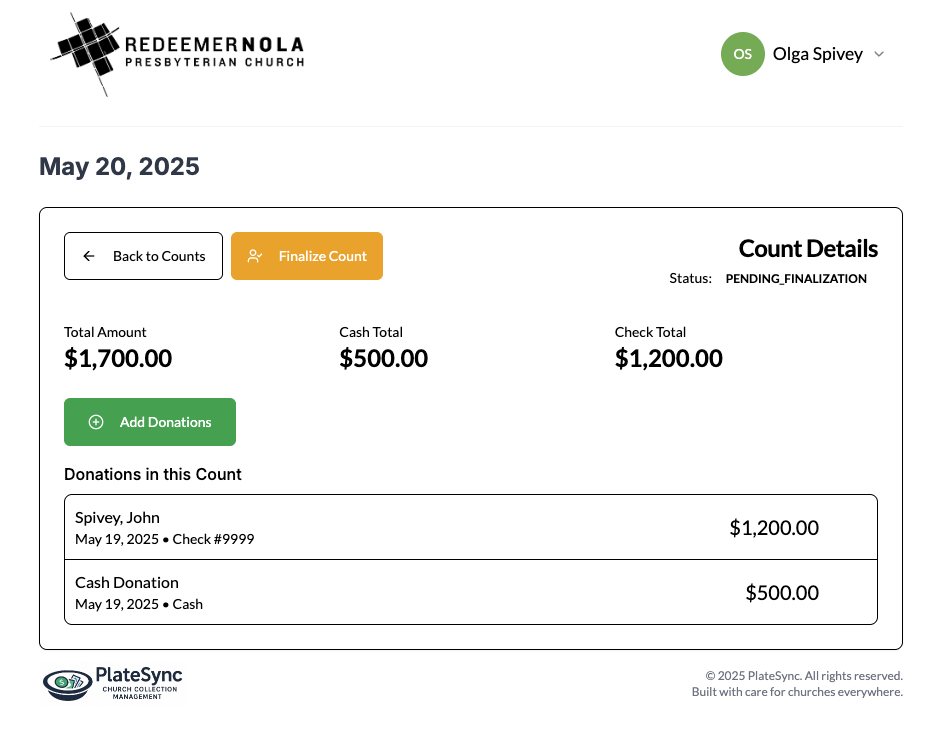 REDEEMERNOLA
PRESBYTERIAN CHURCH
OS Olga Spivey
May 20, 2025
Back to Counts
Finalize Count
Count Details
Status: PENDING_FINALIZATION
Total Amount
$1,700.00
Cash Total
$500.00
Check Total
$1,200.00
Add Donations
Donations in this Count
Spivey, John
May 19, 2025 • Check #9999
$1,200.00
Cash Donation
May 19, 2025 • Cash
$500.00
PlateSync
CHURCH COLLECTION
MANAGEMENT
© 2025 PlateSync. All rights reserved.
Built with care for churches everywhere.